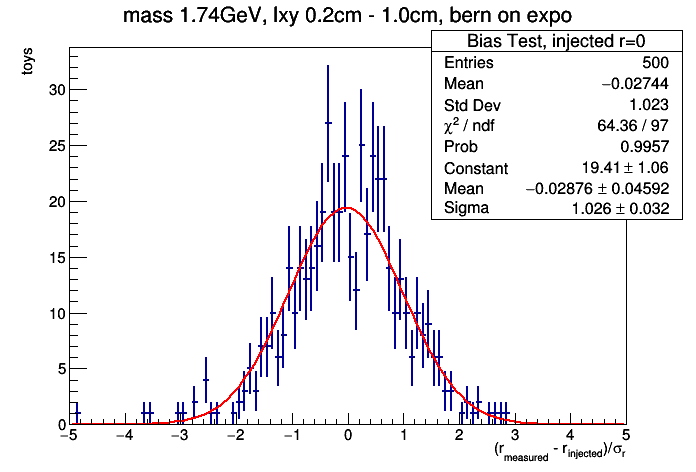 mass 1.74GeV, lxy 0.2cm - 1.0cm, bern on expo
toys
Bias Test, injected r=0
Entries 500
Mean −0.02744
Std Dev 1.023
χ² / ndf 64.36 / 97
Prob 0.9957
Constant 19.41 ± 1.06
Mean −0.02876 ± 0.04592
Sigma 1.026 ± 0.032
30
25
20
15
10
5
0
−5 −4 −3 −2 −1 0 1 2 3 4 5
(r_measured - r_injected)/σ_r